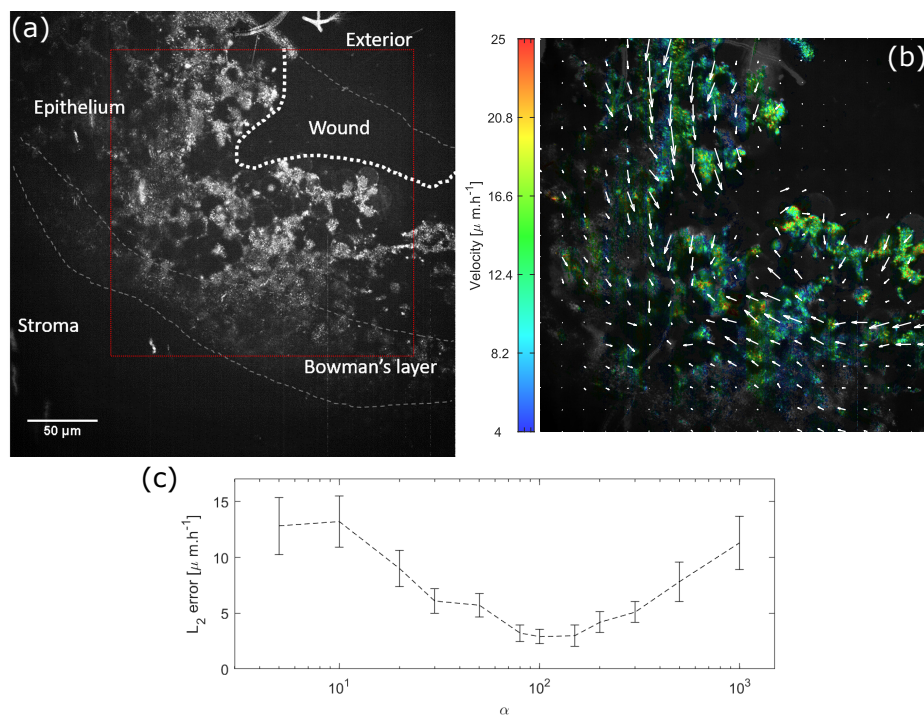 (a)
Exterior
Epithelium
Wound
Stroma
Bowman's layer
50 µm
(b)
25
20.8
16.6
12.4
8.2
4
Velocity [μ m.h⁻¹]
(c)
15
10
5
0
L₂ error [μ m.h⁻¹]
10¹
10²
10³
α